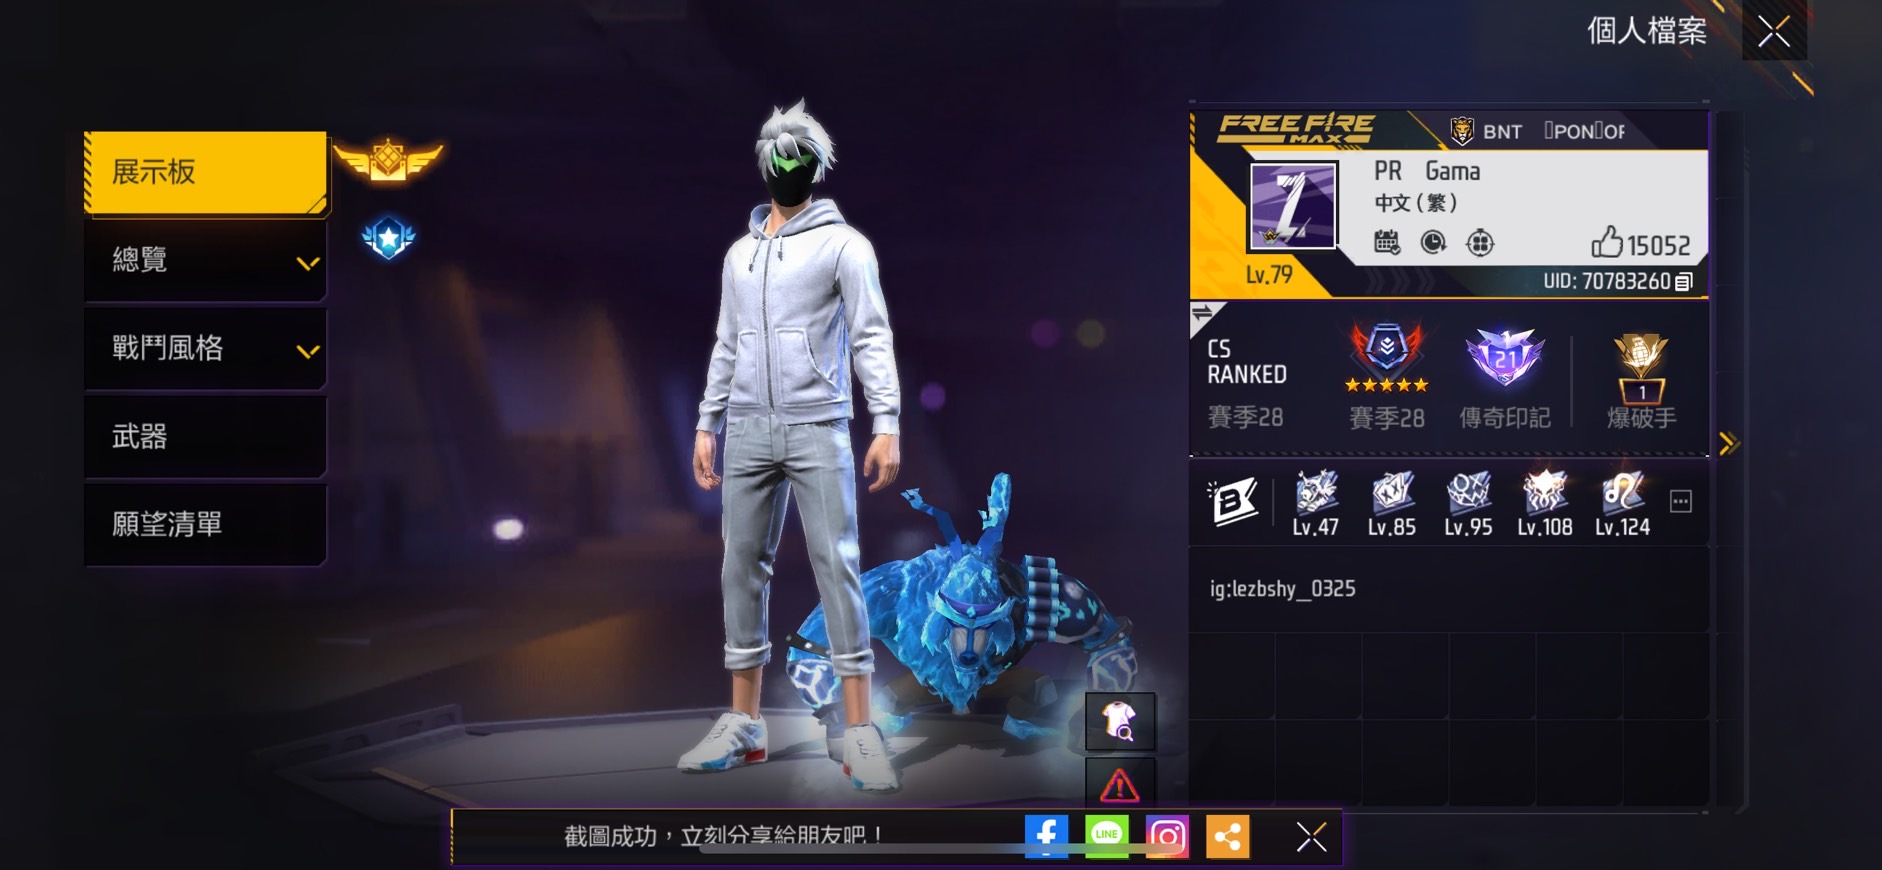 個人檔案
展示板
總覽
戰鬥風格
武器
願望清單
FREE FIRE
MAX
BNT
PR Gama
中文(繁)
15052
Lv.79
UID: 70783260
CS
RANKED
賽季28
賽季28
21
傳奇印記
1
爆破手
B
Lv.47
Lv.85
Lv.95
Lv.108
Lv.124
ig:lezbshy__0325
截圖成功，立刻分享給朋友吧！
LINE